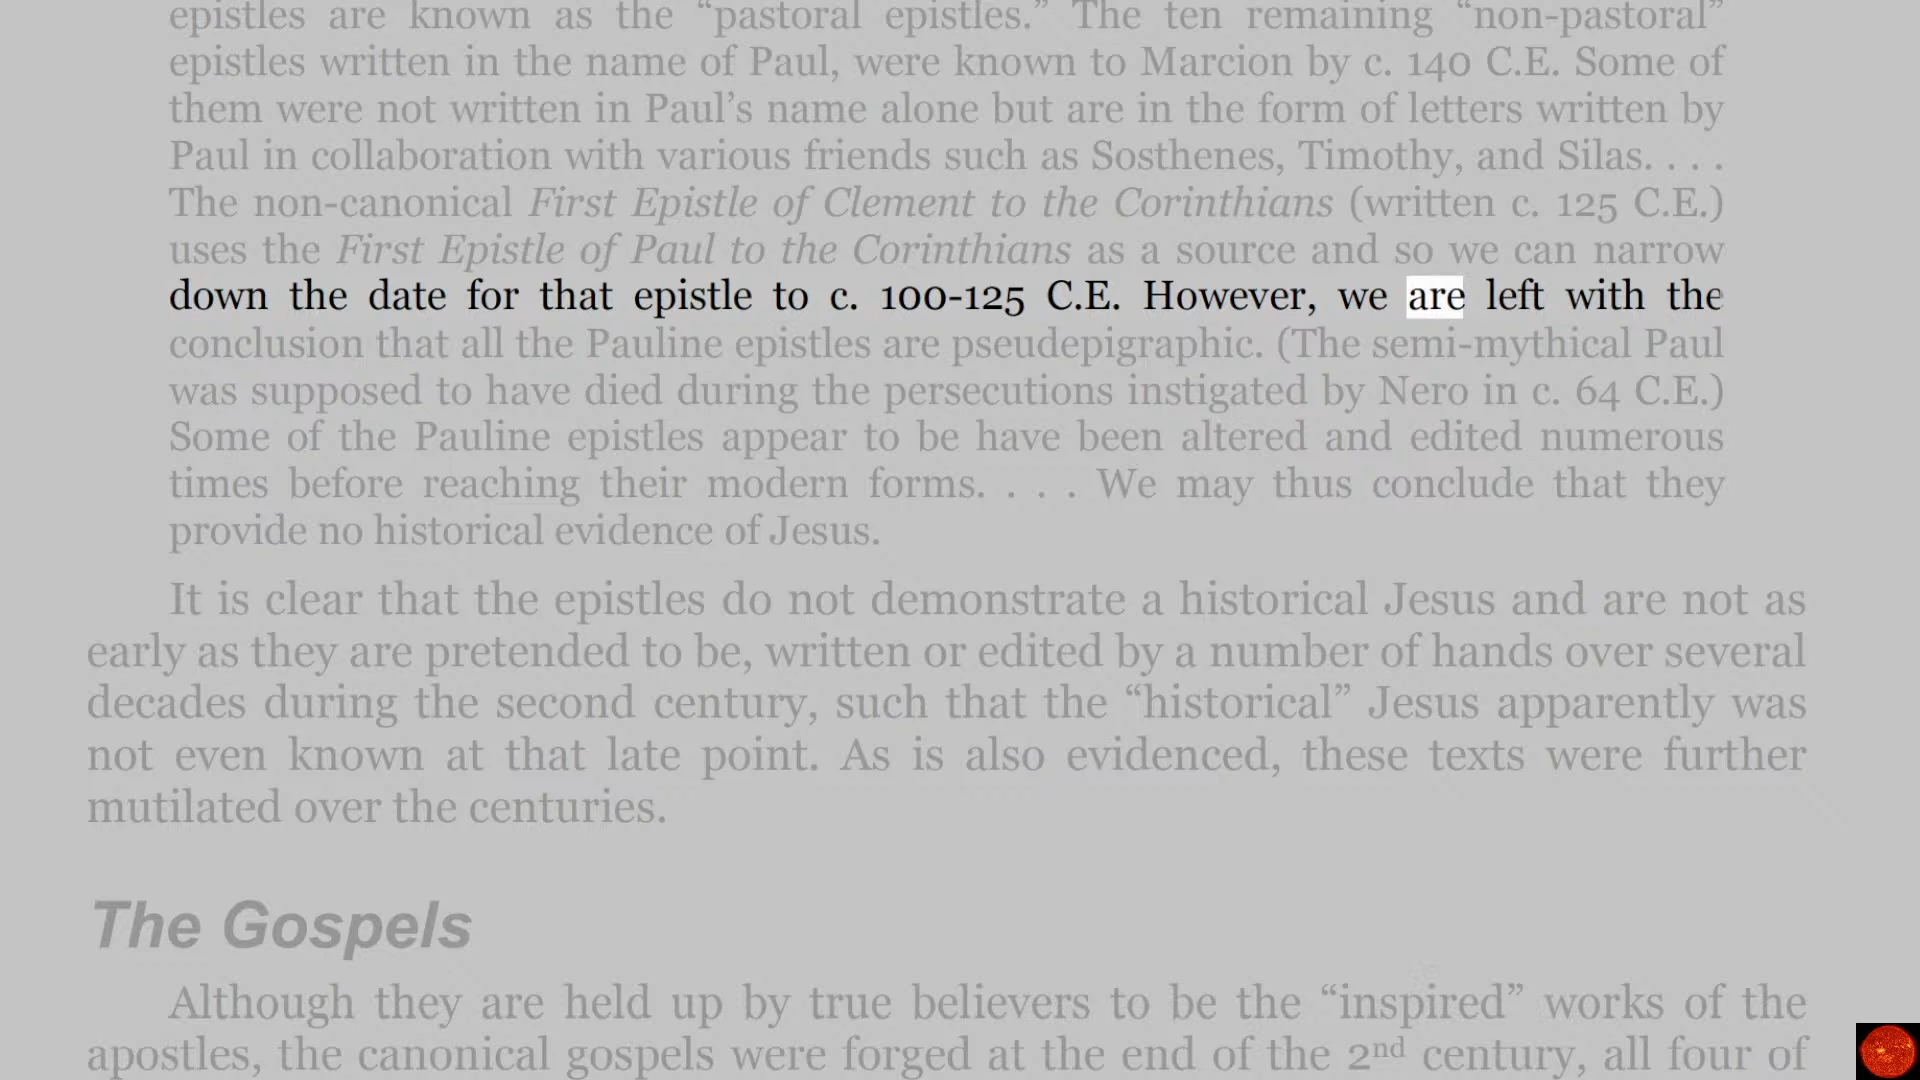 epistles are known as the “pastoral epistles.” The ten remaining “non-pastoral”
epistles written in the name of Paul, were known to Marcion by c. 140 C.E. Some of
them were not written in Paul’s name alone but are in the form of letters written by
Paul in collaboration with various friends such as Sosthenes, Timothy, and Silas. . . .
The non-canonical First Epistle of Clement to the Corinthians (written c. 125 C.E.)
uses the First Epistle of Paul to the Corinthians as a source and so we can narrow
down the date for that epistle to c. 100-125 C.E. However, we are left with the
conclusion that all the Pauline epistles are pseudepigraphic. (The semi-mythical Paul
was supposed to have died during the persecutions instigated by Nero in c. 64 C.E.)
Some of the Pauline epistles appear to be have been altered and edited numerous
times before reaching their modern forms. . . . We may thus conclude that they
provide no historical evidence of Jesus.
It is clear that the epistles do not demonstrate a historical Jesus and are not as
early as they are pretended to be, written or edited by a number of hands over several
decades during the second century, such that the “historical” Jesus apparently was
not even known at that late point. As is also evidenced, these texts were further
mutilated over the centuries.
The Gospels
Although they are held up by true believers to be the “inspired” works of the
apostles, the canonical gospels were forged at the end of the 2nd century, all four of